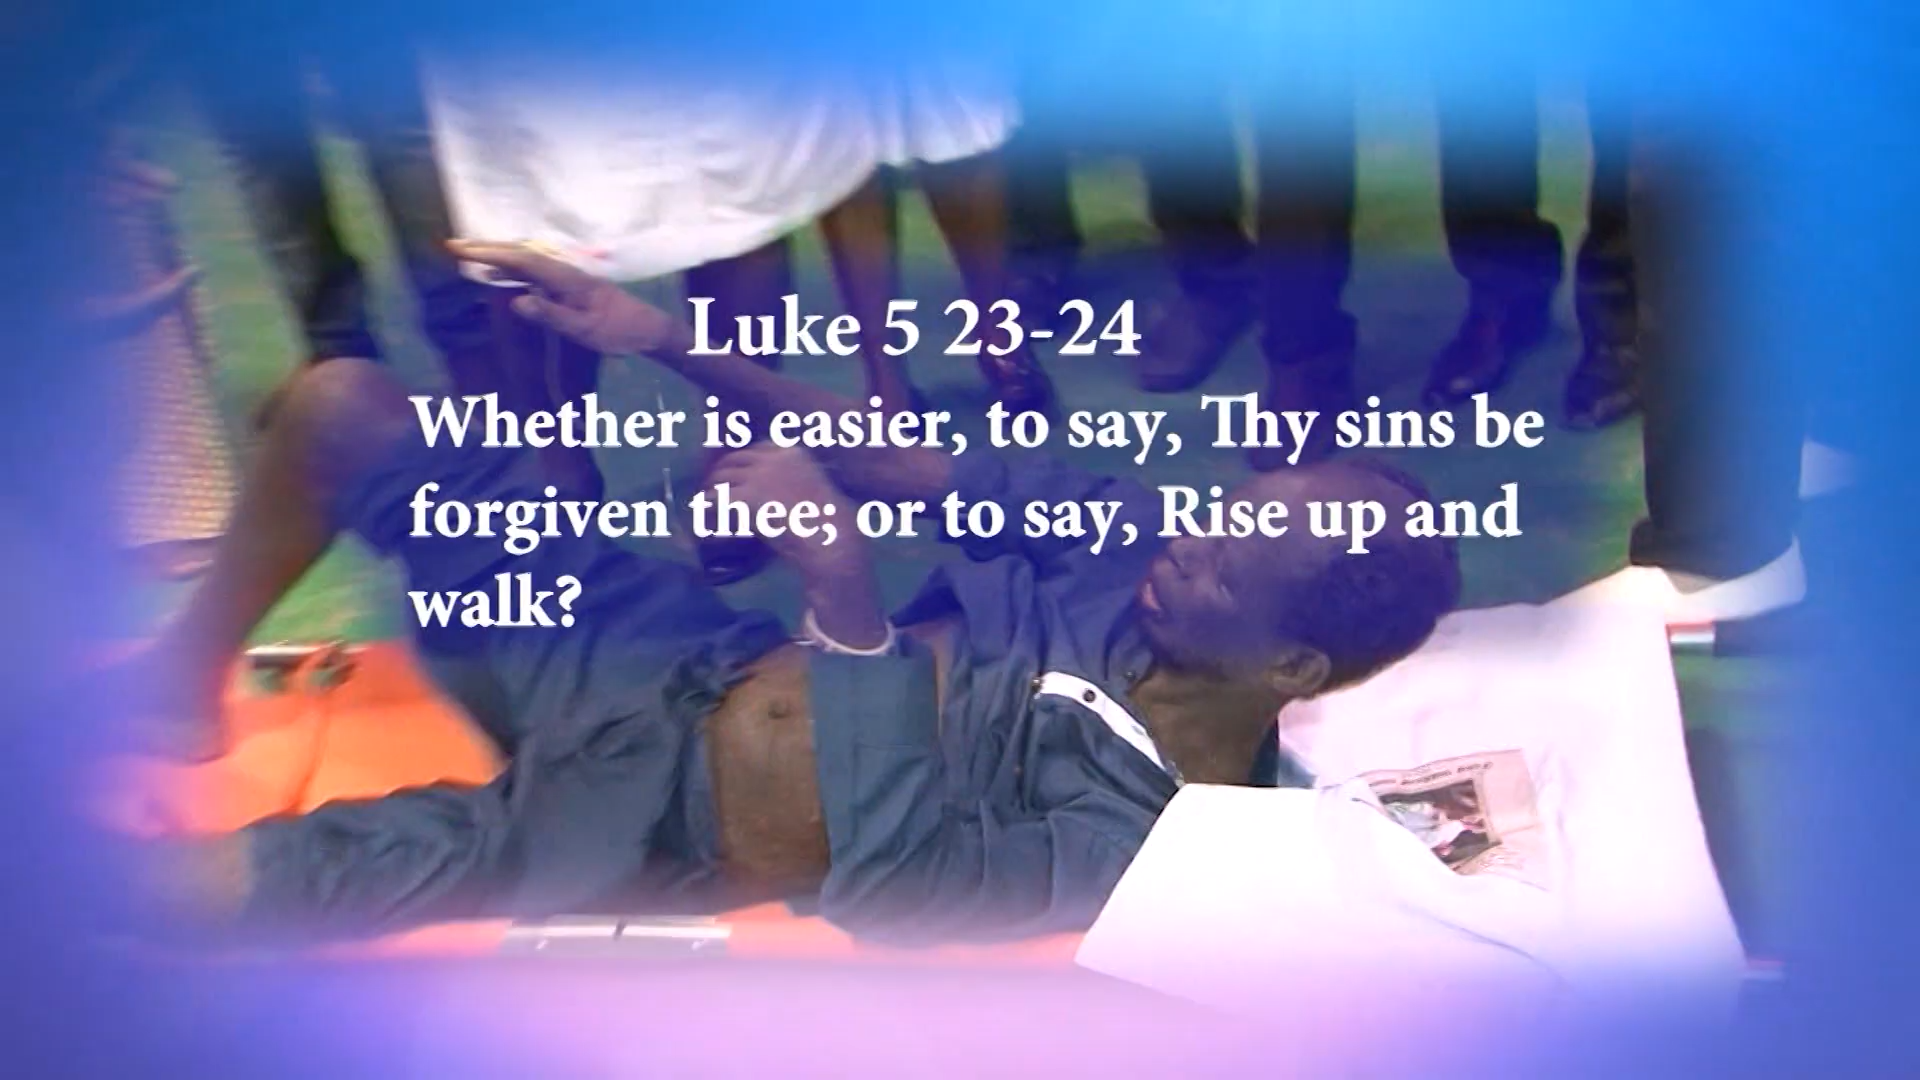 Luke 5 23-24
Whether is easier, to say, Thy sins be
forgiven thee; or to say, Rise up and
walk?